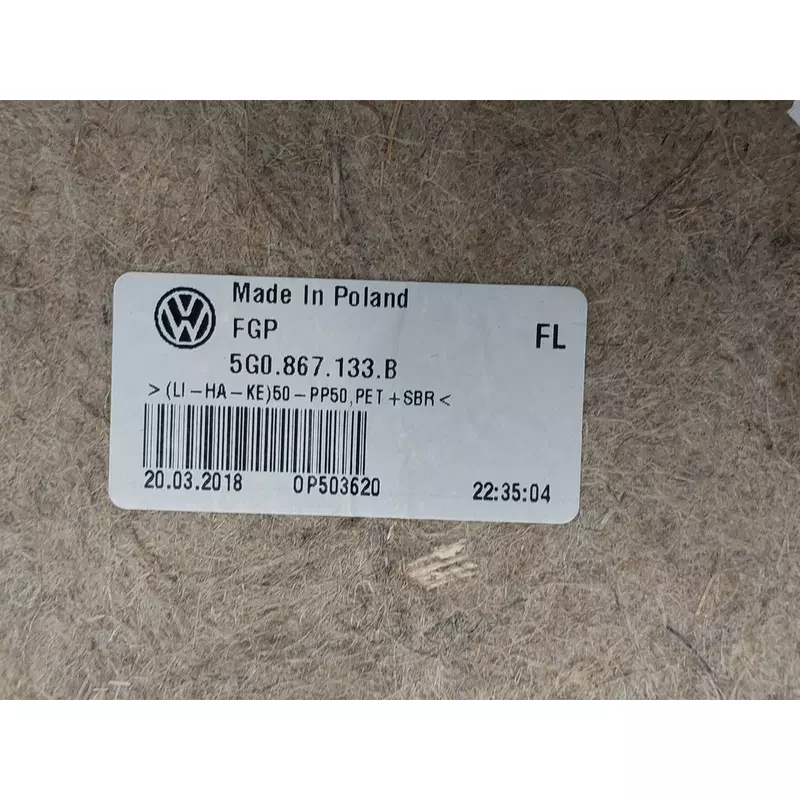 Made In Poland
FGP
FL
5G0.867.133.B
>(LI-HA-KE)50-PP50,PET+SBR<
20.03.2018 OP503620 22:35:04